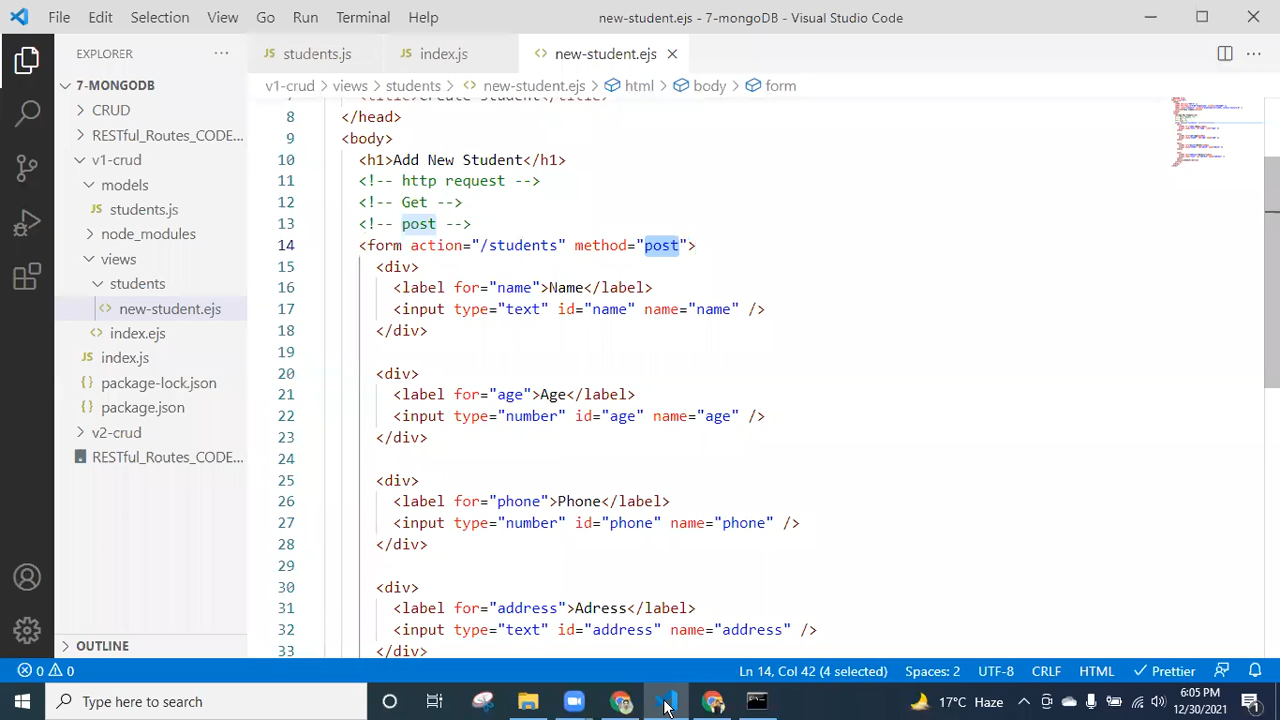 File Edit Selection View Go Run Terminal Help new-student.ejs - 7-mongoDB - Visual Studio Code
EXPLORER
7-MONGODB
CRUD
RESTful_Routes_CODE...
v1-crud
models
students.js
node_modules
views
students
new-student.ejs
index.ejs
index.js
package-lock.json
package.json
v2-crud
RESTful_Routes_CODE...
OUTLINE
students.js index.js new-student.ejs
v1-crud > views > students > new-student.ejs > html > body > form
<title>Create Student</title>
8 </head>
9 <body>
10 <h1>Add New Student</h1>
11 <!-- http request -->
12 <!-- Get -->
13 <!-- post -->
14 <form action="/students" method="post">
15 <div>
16 <label for="name">Name</label>
17 <input type="text" id="name" name="name" />
18 </div>
19
20 <div>
21 <label for="age">Age</label>
22 <input type="number" id="age" name="age" />
23 </div>
24
25 <div>
26 <label for="phone">Phone</label>
27 <input type="number" id="phone" name="phone" />
28 </div>
29
30 <div>
31 <label for="address">Adress</label>
32 <input type="text" id="address" name="address" />
33 </div>
0 0 Ln 14, Col 42 (4 selected) Spaces: 2 UTF-8 CRLF HTML Prettier
Type here to search 17°C Haze 6:05 PM
12/30/2021 1